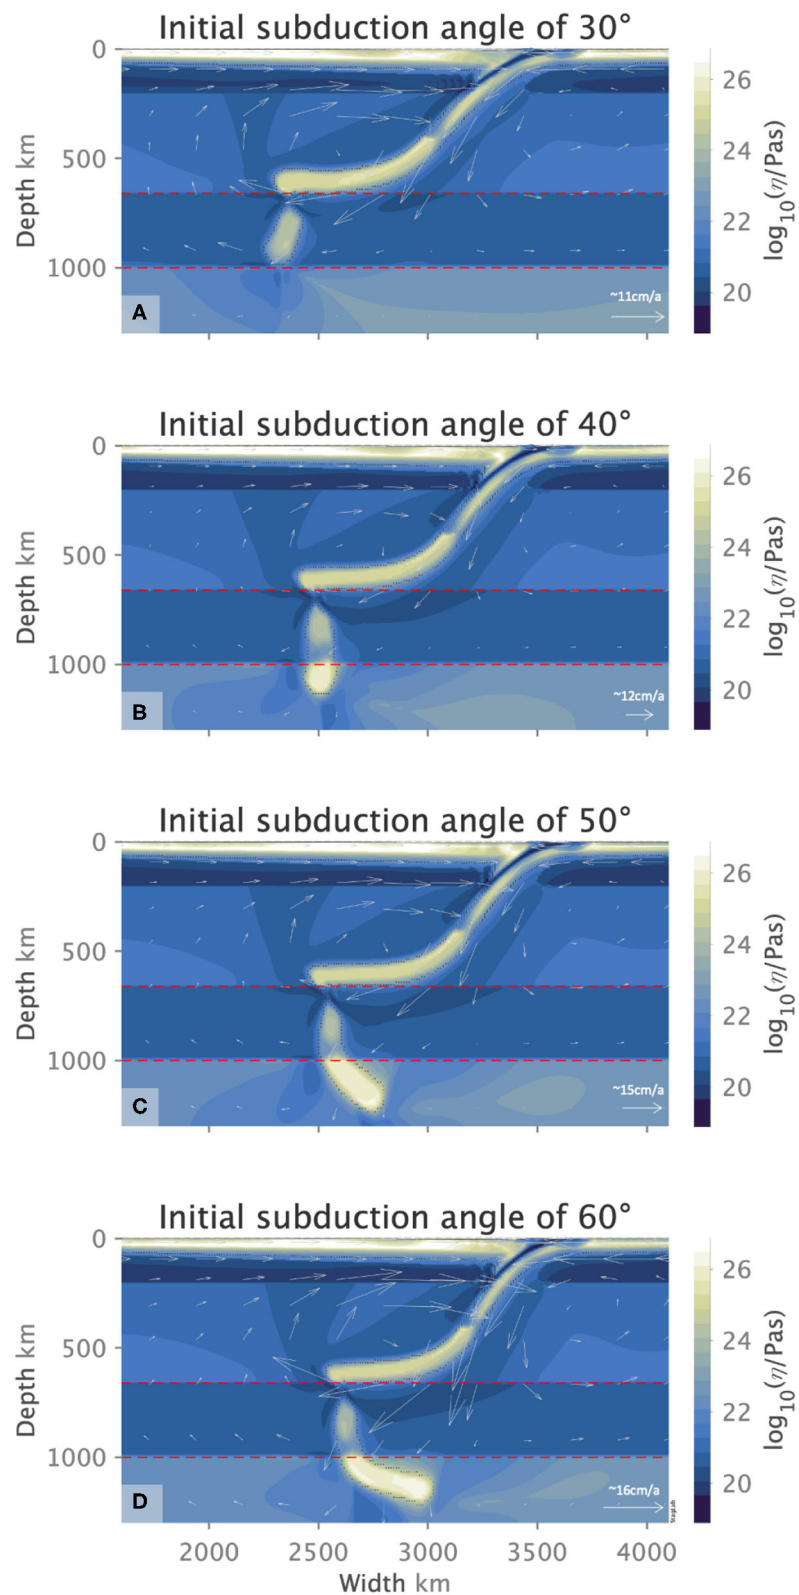 Initial subduction angle of 30°
0
500
1000
Depth km
A
~11cm/a
26
24
22
20
log10(η/Pas)
Initial subduction angle of 40°
0
500
1000
Depth km
B
~12cm/a
26
24
22
20
log10(η/Pas)
Initial subduction angle of 50°
0
500
1000
Depth km
C
~15cm/a
26
24
22
20
log10(η/Pas)
Initial subduction angle of 60°
0
500
1000
Depth km
D
~16cm/a
StagLab
26
24
22
20
log10(η/Pas)
2000 2500 3000 3500 4000
Width km